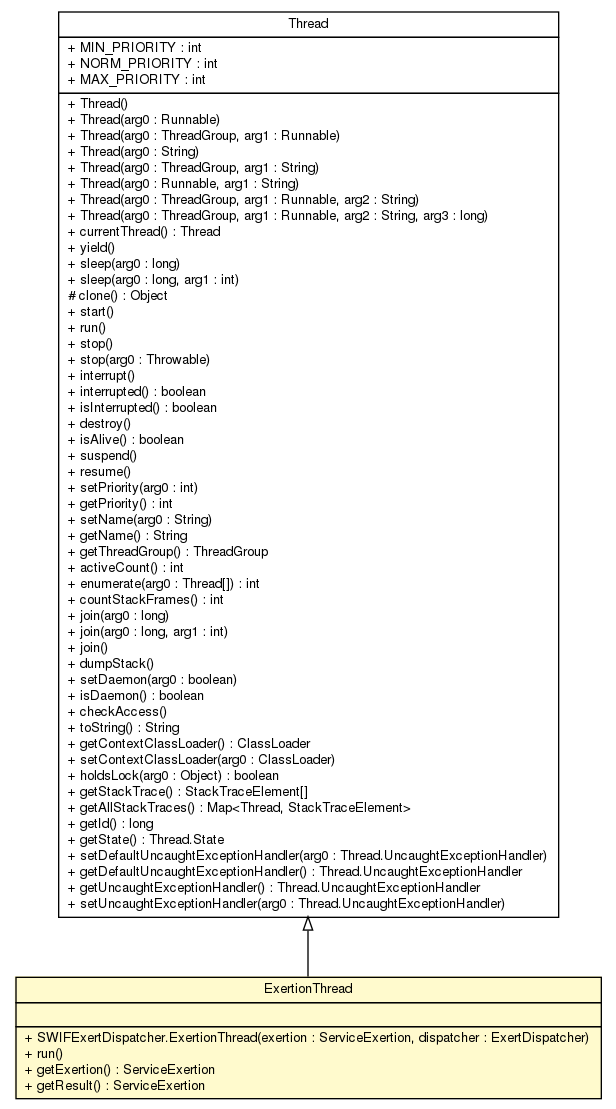 Thread
+ MIN_PRIORITY : int
+ NORM_PRIORITY : int
+ MAX_PRIORITY : int
+ Thread()
+ Thread(arg0 : Runnable)
+ Thread(arg0 : ThreadGroup, arg1 : Runnable)
+ Thread(arg0 : String)
+ Thread(arg0 : ThreadGroup, arg1 : String)
+ Thread(arg0 : Runnable, arg1 : String)
+ Thread(arg0 : ThreadGroup, arg1 : Runnable, arg2 : String)
+ Thread(arg0 : ThreadGroup, arg1 : Runnable, arg2 : String, arg3 : long)
+ currentThread() : Thread
+ yield()
+ sleep(arg0 : long)
+ sleep(arg0 : long, arg1 : int)
# clone() : Object
+ start()
+ run()
+ stop()
+ stop(arg0 : Throwable)
+ interrupt()
+ interrupted() : boolean
+ isInterrupted() : boolean
+ destroy()
+ isAlive() : boolean
+ suspend()
+ resume()
+ setPriority(arg0 : int)
+ getPriority() : int
+ setName(arg0 : String)
+ getName() : String
+ getThreadGroup() : ThreadGroup
+ activeCount() : int
+ enumerate(arg0 : Thread[]) : int
+ countStackFrames() : int
+ join(arg0 : long)
+ join(arg0 : long, arg1 : int)
+ join()
+ dumpStack()
+ setDaemon(arg0 : boolean)
+ isDaemon() : boolean
+ checkAccess()
+ toString() : String
+ getContextClassLoader() : ClassLoader
+ setContextClassLoader(arg0 : ClassLoader)
+ holdsLock(arg0 : Object) : boolean
+ getStackTrace() : StackTraceElement[]
+ getAllStackTraces() : Map<Thread, StackTraceElement>
+ getId() : long
+ getState() : Thread.State
+ setDefaultUncaughtExceptionHandler(arg0 : Thread.UncaughtExceptionHandler)
+ getDefaultUncaughtExceptionHandler() : Thread.UncaughtExceptionHandler
+ getUncaughtExceptionHandler() : Thread.UncaughtExceptionHandler
+ setUncaughtExceptionHandler(arg0 : Thread.UncaughtExceptionHandler)
ExertionThread
+ SWIFExertDispatcher.ExertionThread(exertion : ServiceExertion, dispatcher : ExertDispatcher)
+ run()
+ getExertion() : ServiceExertion
+ getResult() : ServiceExertion